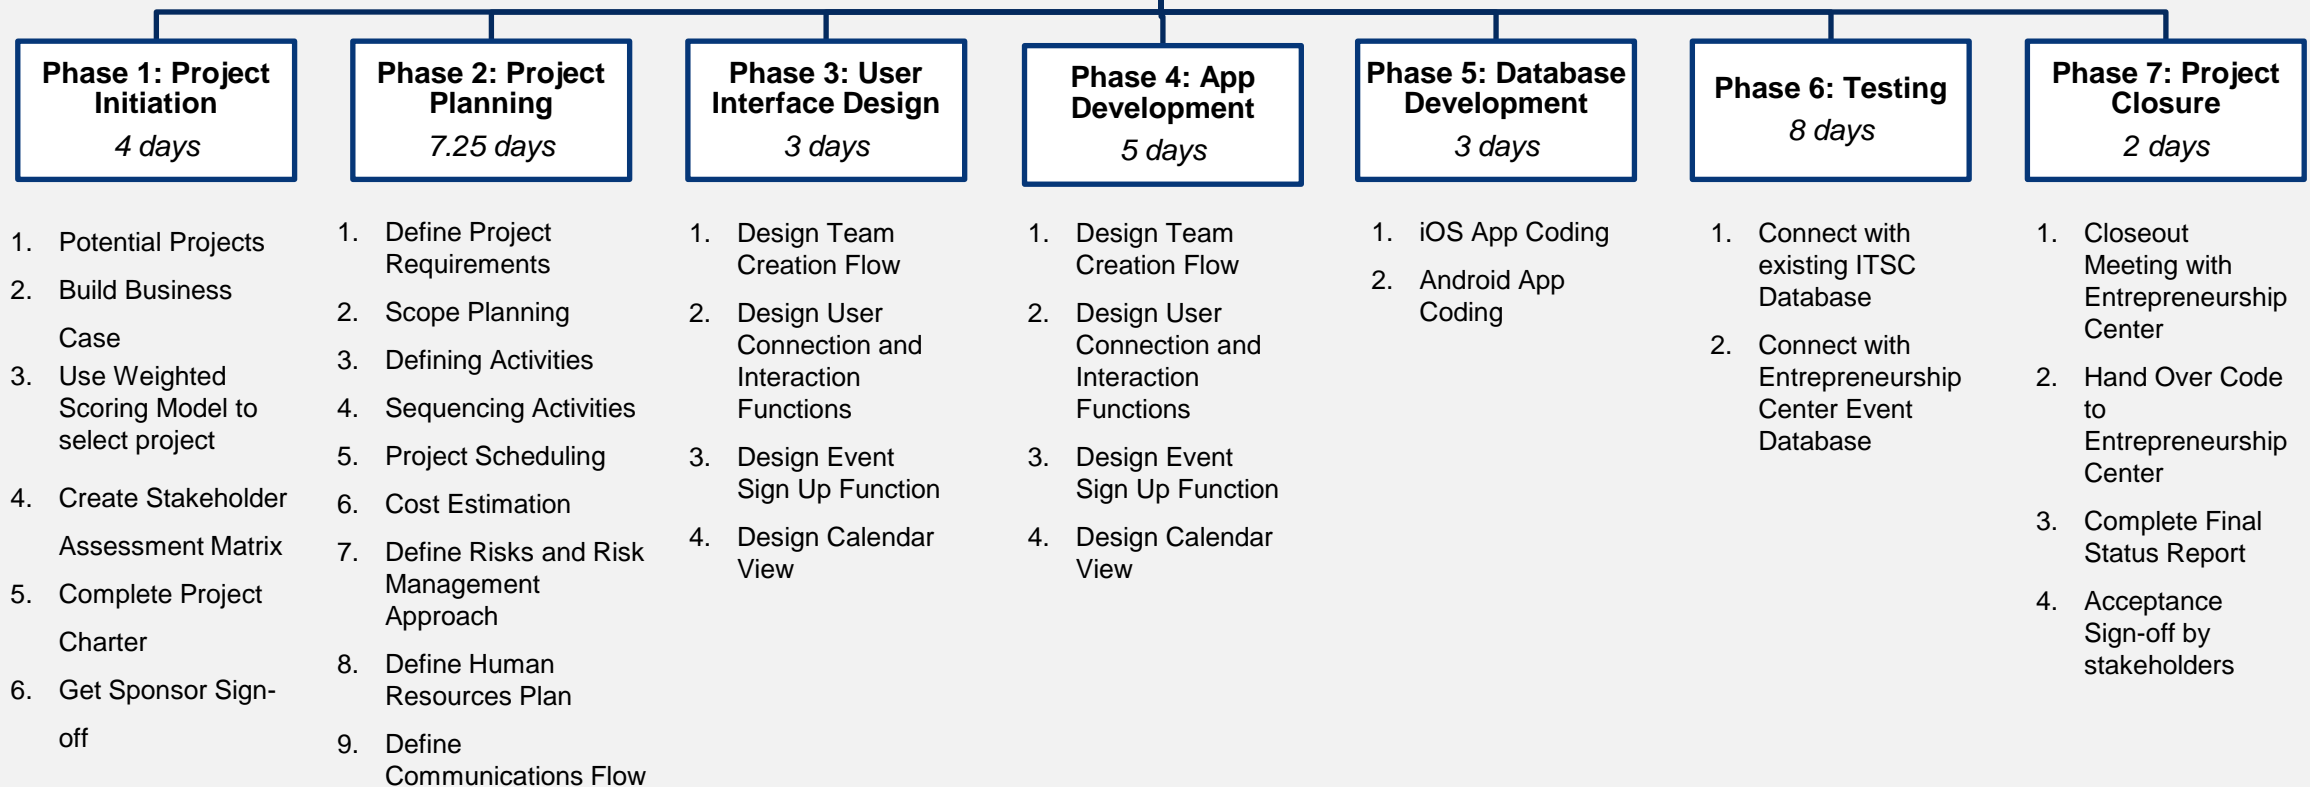 Phase 1: Project
Initiation
4 days
1. Potential Projects
2. Build Business
Case
3. Use Weighted
Scoring Model to
select project
4. Create Stakeholder
Assessment Matrix
5. Complete Project
Charter
6. Get Sponsor Sign-
off
Phase 2: Project
Planning
7.25 days
1. Define Project
Requirements
2. Scope Planning
3. Defining Activities
4. Sequencing Activities
5. Project Scheduling
6. Cost Estimation
7. Define Risks and Risk
Management
Approach
8. Define Human
Resources Plan
9. Define
Communications Flow
Phase 3: User
Interface Design
3 days
1. Design Team
Creation Flow
2. Design User
Connection and
Interaction
Functions
3. Design Event
Sign Up Function
4. Design Calendar
View
Phase 4: App
Development
5 days
1. Design Team
Creation Flow
2. Design User
Connection and
Interaction
Functions
3. Design Event
Sign Up Function
4. Design Calendar
View
Phase 5: Database
Development
3 days
1. iOS App Coding
2. Android App
Coding
Phase 6: Testing
8 days
1. Connect with
existing ITSC
Database
2. Connect with
Entrepreneurship
Center Event
Database
Phase 7: Project
Closure
2 days
1. Closeout
Meeting with
Entrepreneurship
Center
2. Hand Over Code
to
Entrepreneurship
Center
3. Complete Final
Status Report
4. Acceptance
Sign-off by
stakeholders